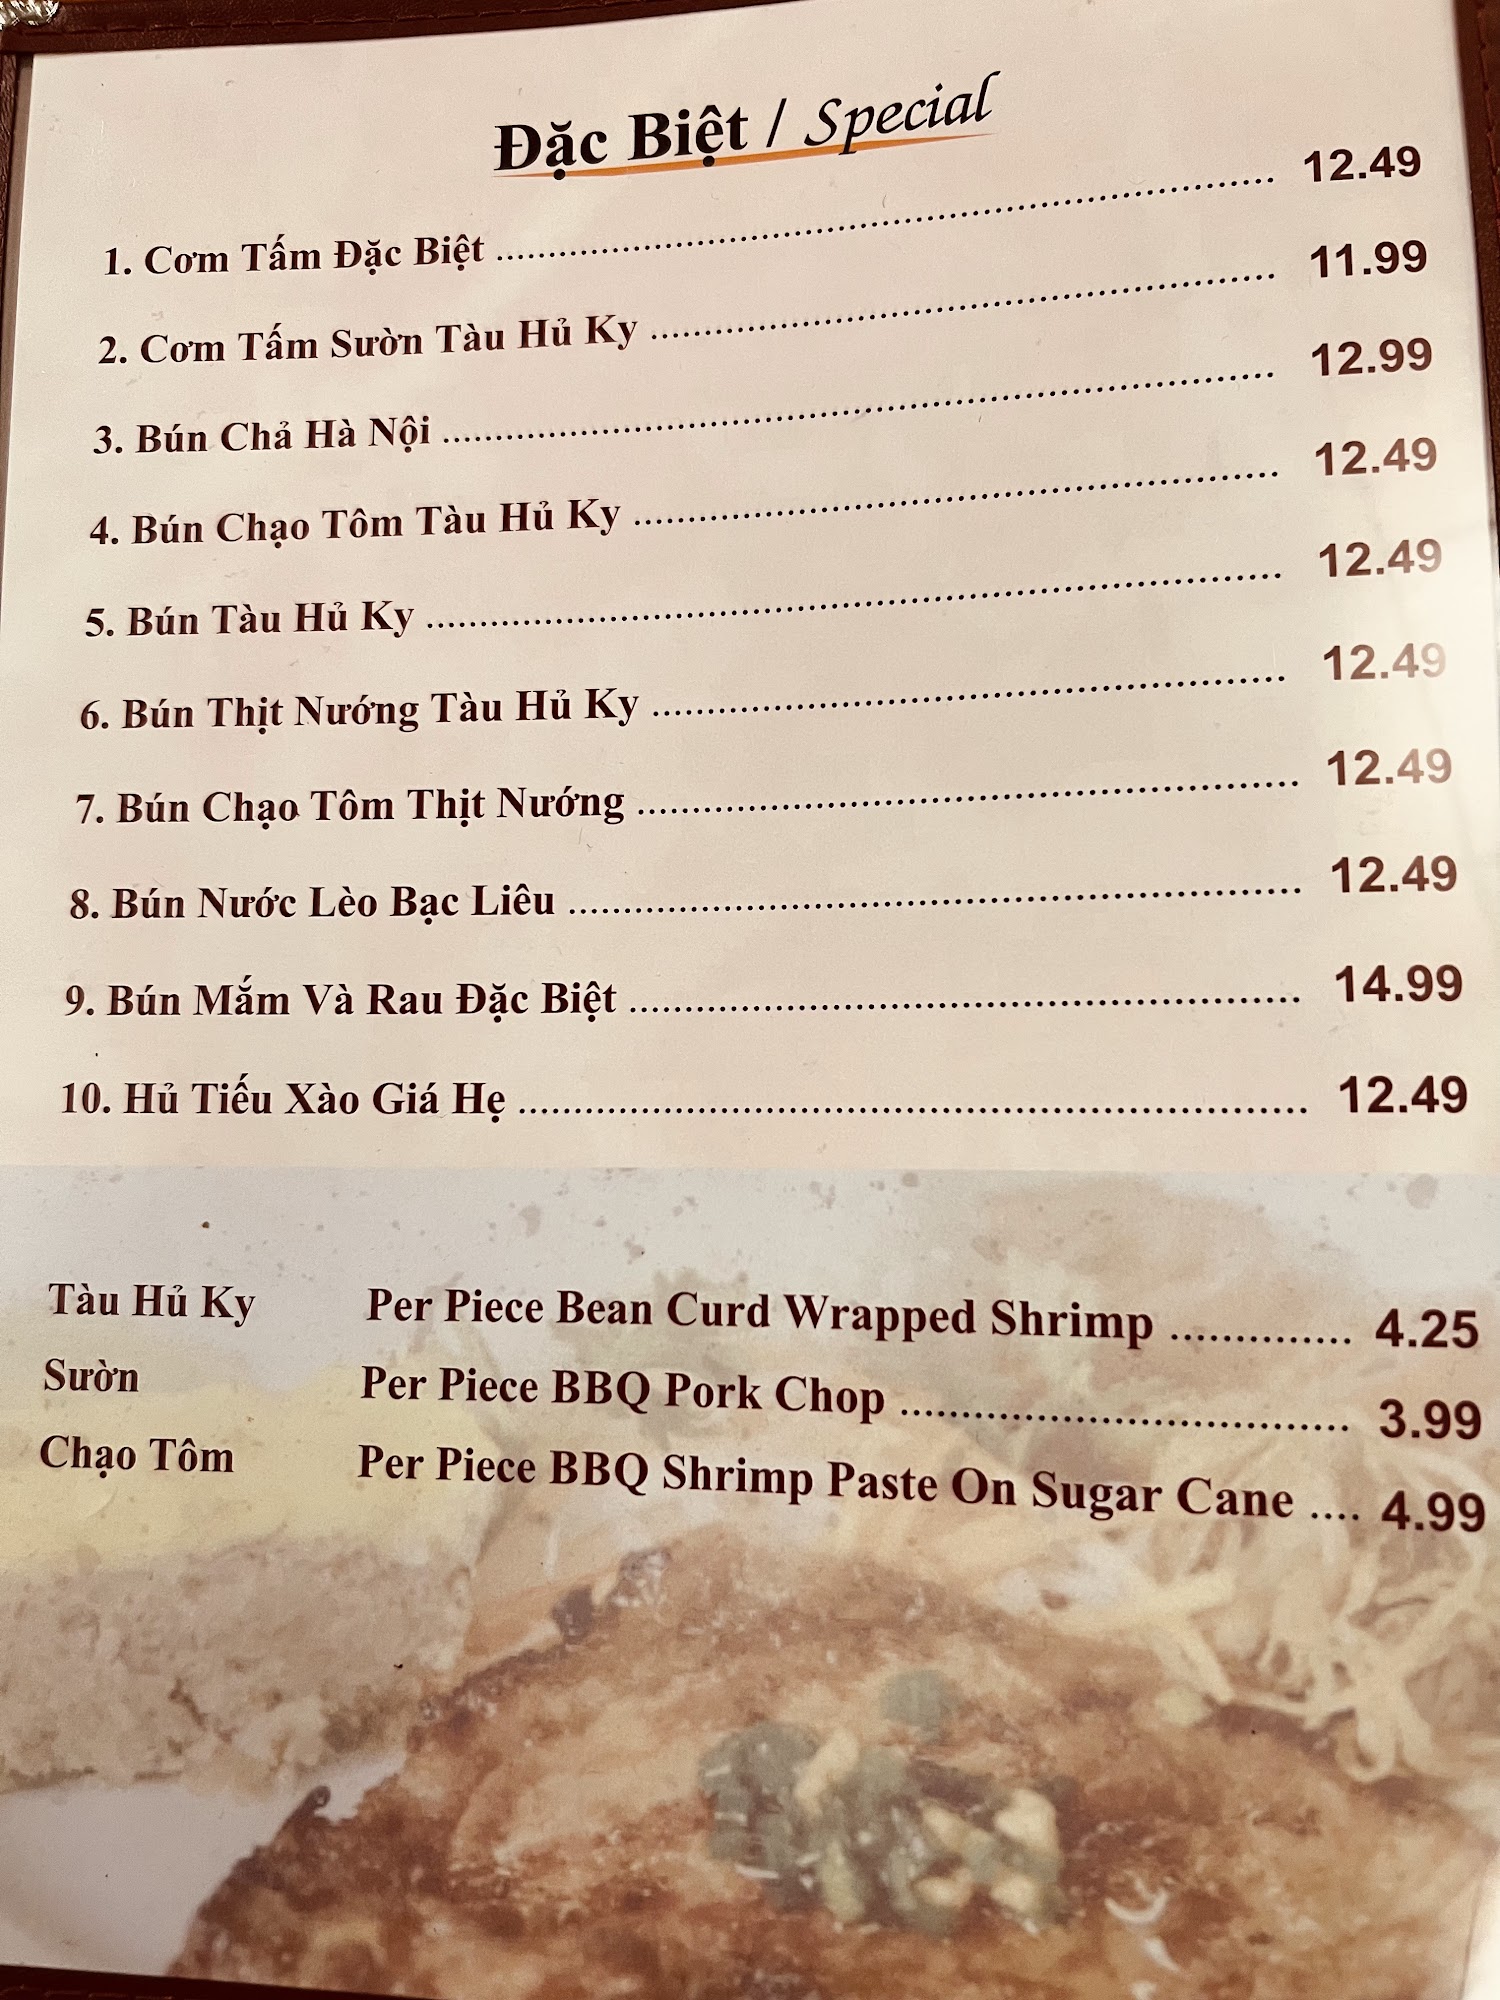 Đặc Biệt / Special
1. Cơm Tấm Đặc Biệt ........ 12.49
2. Cơm Tấm Sườn Tàu Hủ Ky ........ 11.99
3. Bún Chả Hà Nội ........ 12.99
4. Bún Chạo Tôm Tàu Hủ Ky ........ 12.49
5. Bún Tàu Hủ Ky ........ 12.49
6. Bún Thịt Nướng Tàu Hủ Ky ........ 12.49
7. Bún Chạo Tôm Thịt Nướng ........ 12.49
8. Bún Nước Lèo Bạc Liêu ........ 12.49
9. Bún Mắm Và Rau Đặc Biệt ........ 14.99
10. Hủ Tiếu Xào Giá Hẹ ........ 12.49
Tàu Hủ Ky Per Piece Bean Curd Wrapped Shrimp ........ 4.25
Sườn Per Piece BBQ Pork Chop ........ 3.99
Chạo Tôm Per Piece BBQ Shrimp Paste On Sugar Cane .... 4.99